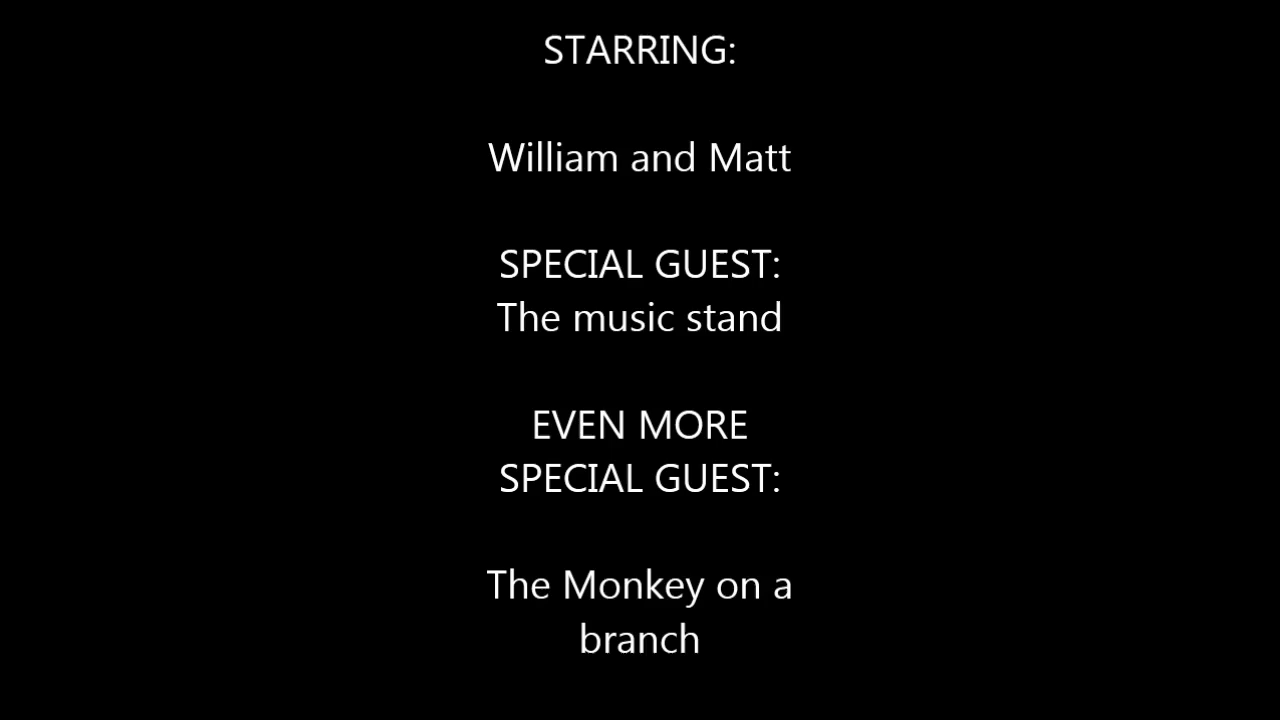 STARRING:
William and Matt
SPECIAL GUEST:
The music stand
EVEN MORE
SPECIAL GUEST:
The Monkey on a
branch